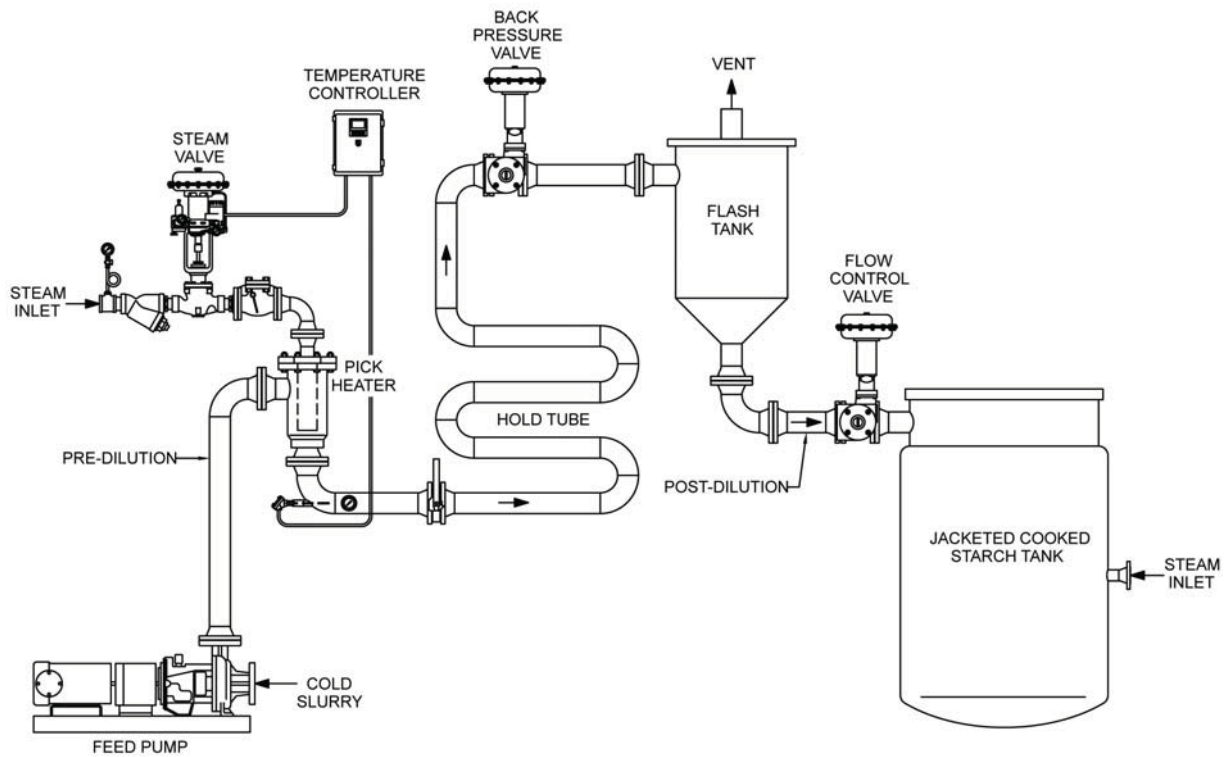 BACK
PRESSURE
VALVE
VENT
TEMPERATURE
CONTROLLER
STEAM
VALVE
FLASH
TANK
FLOW
CONTROL
VALVE
STEAM
INLET
PICK
HEATER
HOLD TUBE
PRE-DILUTION
POST-DILUTION
JACKETED COOKED
STARCH TANK
STEAM
INLET
COLD
SLURRY
FEED PUMP